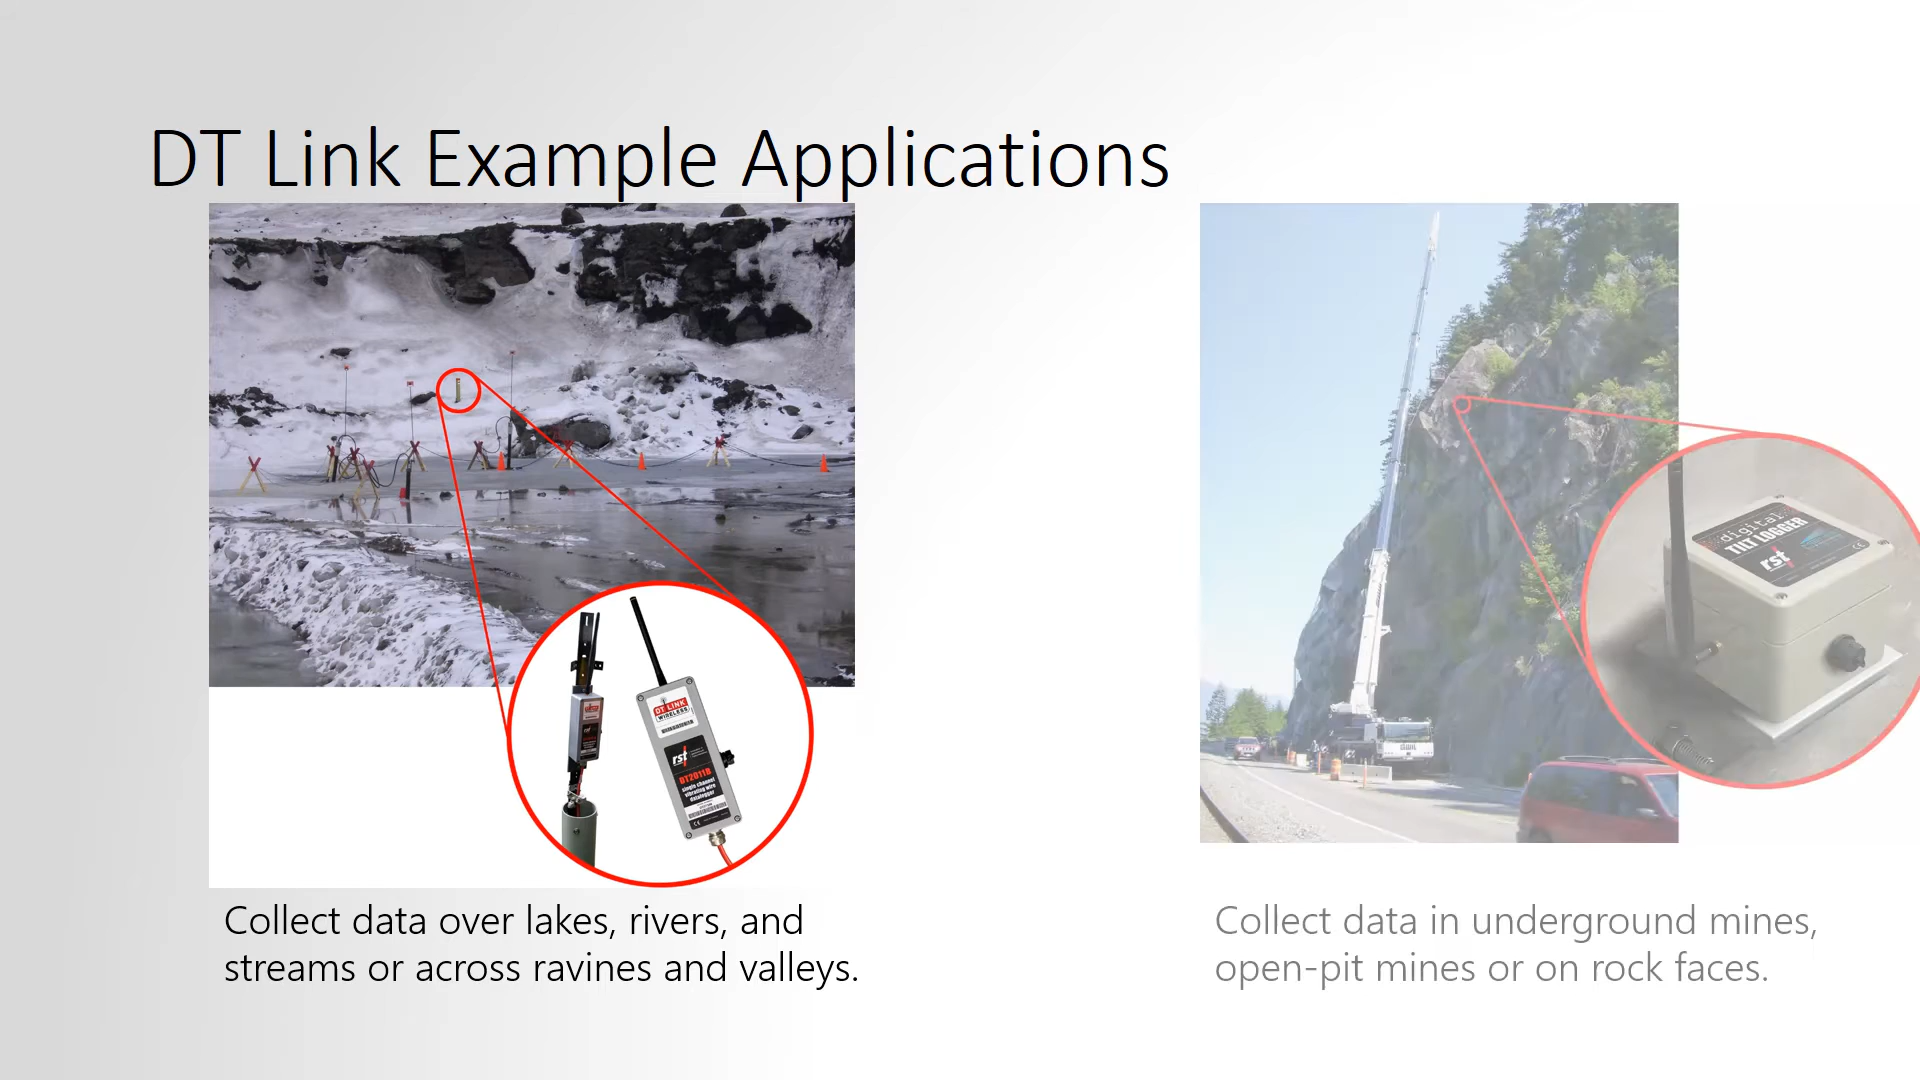 DT Link Example Applications
DT LINK
WIRELESS
rst
DT2011B
single channel
vibrating wire
datalogger
digital
TILT LOGGER
rst
Collect data over lakes, rivers, and
streams or across ravines and valleys.
Collect data in underground mines,
open-pit mines or on rock faces.